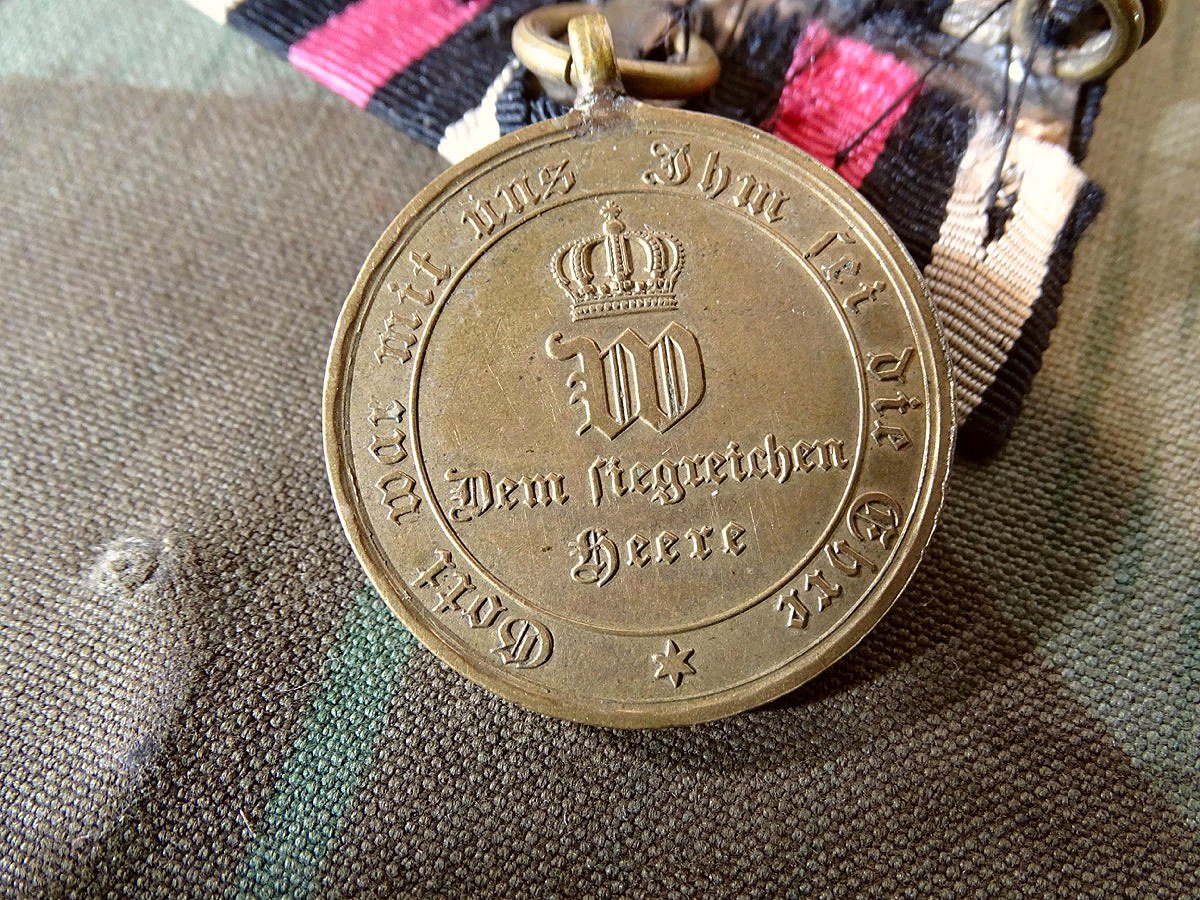 Gott war mit uns Ihm sei die Ehre
W
Dem siegreichen
Heere